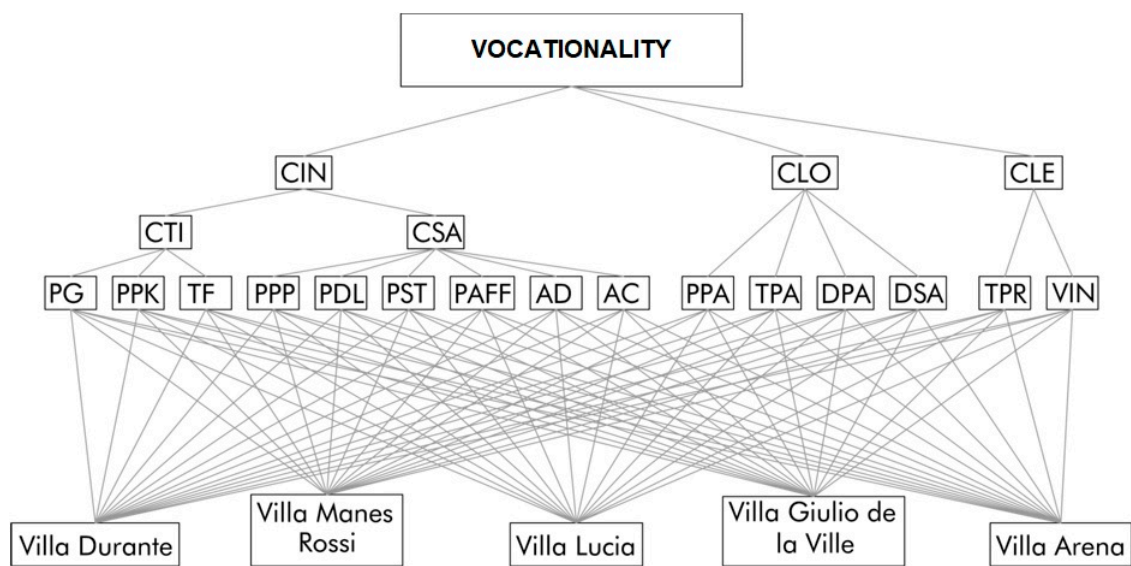 VOCATIONALITY
CIN CLO CLE
CTI CSA
PG PPK TF PPP PDL PST PAFF AD AC PPA TPA DPA DSA TPR VIN
Villa Durante
Villa Manes
Rossi
Villa Lucia
Villa Giulio de
la Ville
Villa Arena